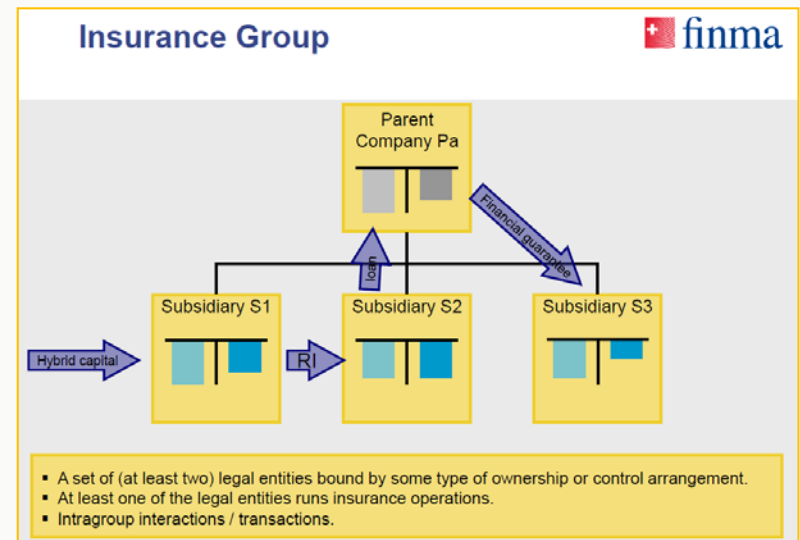 Insurance Group
finma
Parent
Company Pa
Financial guarantee
loan
Subsidiary S1
Subsidiary S2
Subsidiary S3
Hybrid capital
RI
▪ A set of (at least two) legal entities bound by some type of ownership or control arrangement.
▪ At least one of the legal entities runs insurance operations.
▪ Intragroup interactions / transactions.